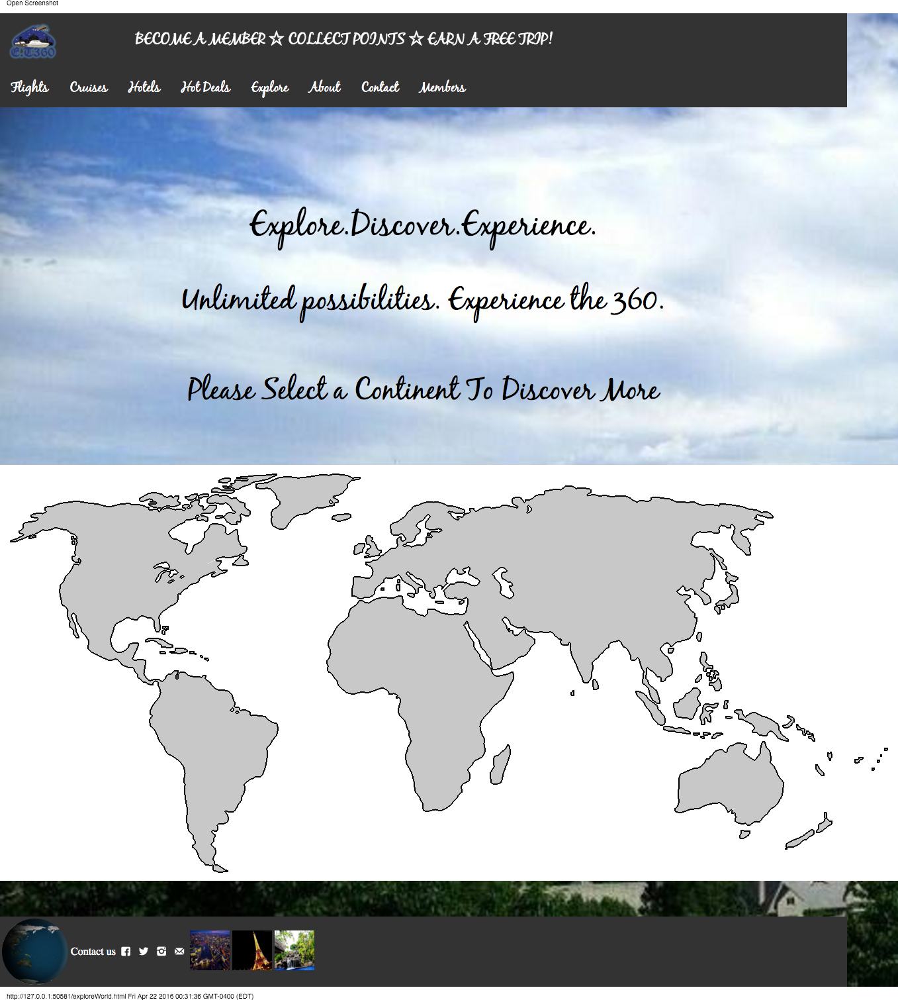 Open Screenshot
E.T360
BECOME A MEMBER ☆ COLLECT POINTS ☆ EARN A FREE TRIP!
Flights Cruises Hotels Hot Deals Explore About Contact Members
Explore.Discover.Experience.
Unlimited possibilities. Experience the 360.
Please Select a Continent To Discover More
Contact us
http://127.0.0.1:50581/exploreWorld.html Fri Apr 22 2016 00:31:36 GMT-0400 (EDT)